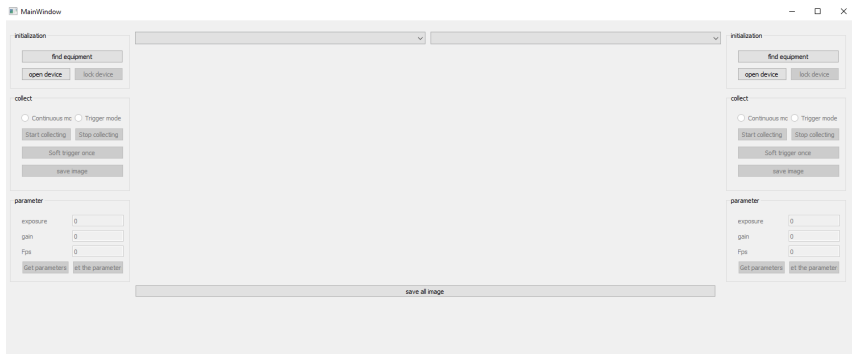 MainWindow
initialization
find equipment
open device lock device
collect
Continuous mc Trigger mode
Start collecting Stop collecting
Soft trigger once
save image
parameter
exposure 0
gain 0
Fps 0
Get parameters et the parameter
save all image
initialization
find equipment
open device lock device
collect
Continuous mc Trigger mode
Start collecting Stop collecting
Soft trigger once
save image
parameter
exposure 0
gain 0
Fps 0
Get parameters et the parameter